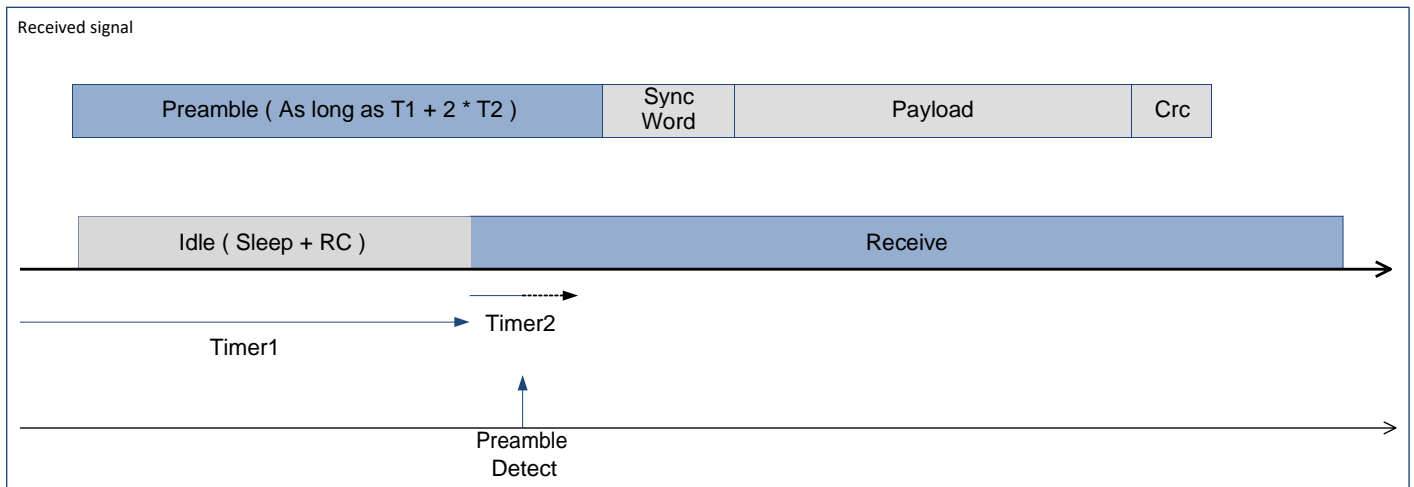 Received signal
Preamble ( As long as T1 + 2 * T2 )
Sync
Word
Payload
Crc
Idle ( Sleep + RC )
Receive
Timer2
Timer1
Preamble
Detect